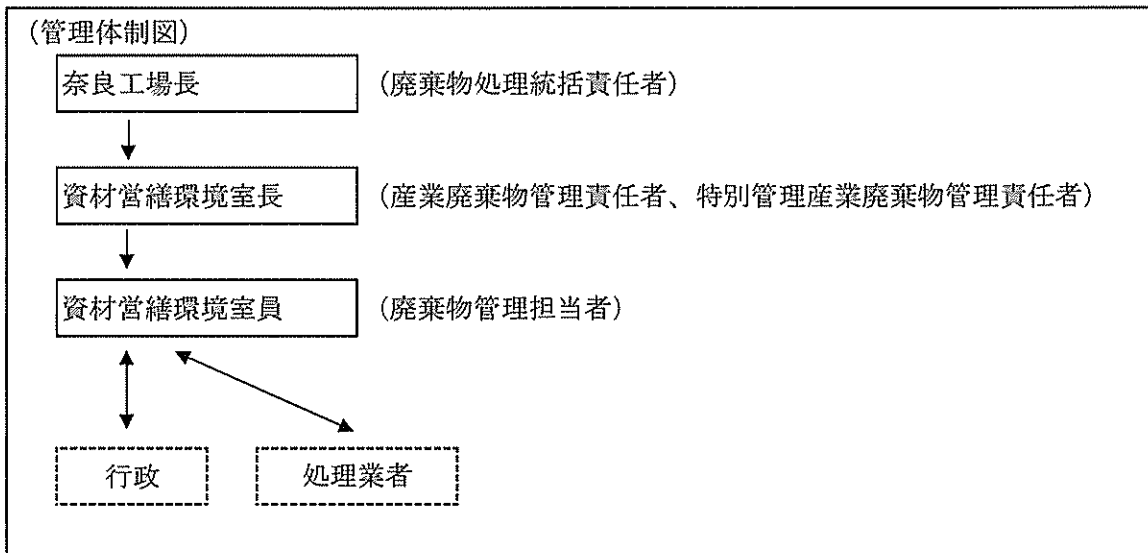 （管理体制図）
奈良工場長　（廃棄物処理統括責任者）
資材営繕環境室長　（産業廃棄物管理責任者、特別管理産業廃棄物管理責任者）
資材営繕環境室員　（廃棄物管理担当者）
行政　処理業者